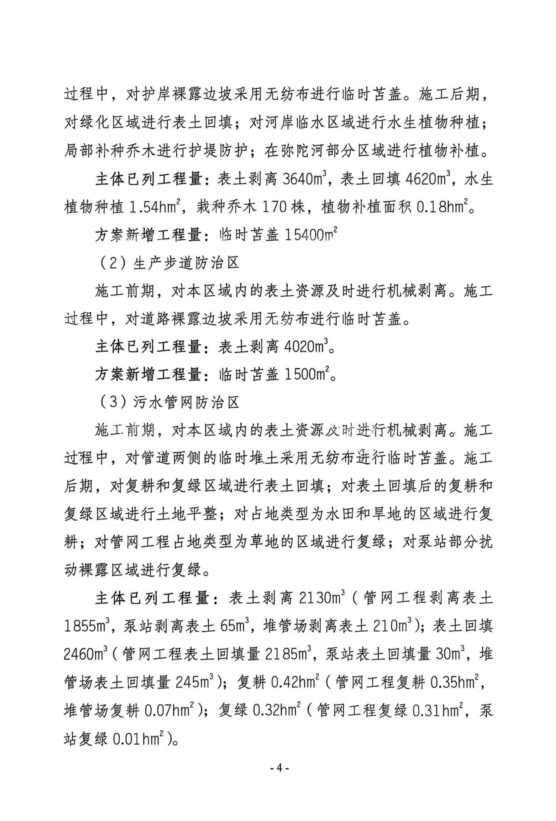 过程中，对护岸裸露边坡采用无纺布进行临时苫盖。施工后期，
对绿化区域进行表土回填；对河岸临水区域进行水生植物种植；
局部补种乔木进行护堤防护；在弥陀河部分区域进行植物补植。
主体已列工程量：表土剥离 3640m³，表土回填 4620m³，水生
植物种植 1.54hm²，栽种乔木 170 株，植物补植面积 0.18hm²。
方案新增工程量：临时苫盖 15400m²
（2）生产步道防治区
施工前期，对本区域内的表土资源及时进行机械剥离。施工
过程中，对道路裸露边坡采用无纺布进行临时苫盖。
主体已列工程量：表土剥离 4020m³。
方案新增工程量：临时苫盖 1500m²。
（3）污水管网防治区
施工前期，对本区域内的表土资源及时进行机械剥离。施工
过程中，对管道两侧的临时堆土采用无纺布进行临时苫盖。施工
后期，对复耕和复绿区域进行表土回填；对表土回填后的复耕和
复绿区域进行土地平整；对占地类型为水田和旱地的区域进行复
耕；对管网工程占地类型为草地的区域进行复绿；对泵站部分扰
动裸露区域进行复绿。
主体已列工程量：表土剥离 2130m³（管网工程剥离表土
1855m³，泵站剥离表土 65m³，堆管场剥离表土 210m³）；表土回填
2460m³（管网工程表土回填量 2185m³，泵站表土回填量 30m³，堆
管场表土回填量 245m³）；复耕 0.42hm²（管网工程复耕 0.35hm²，
堆管场复耕 0.07hm²）；复绿 0.32hm²（管网工程复绿 0.31hm²，泵
站复绿 0.01hm²）。
- 4 -